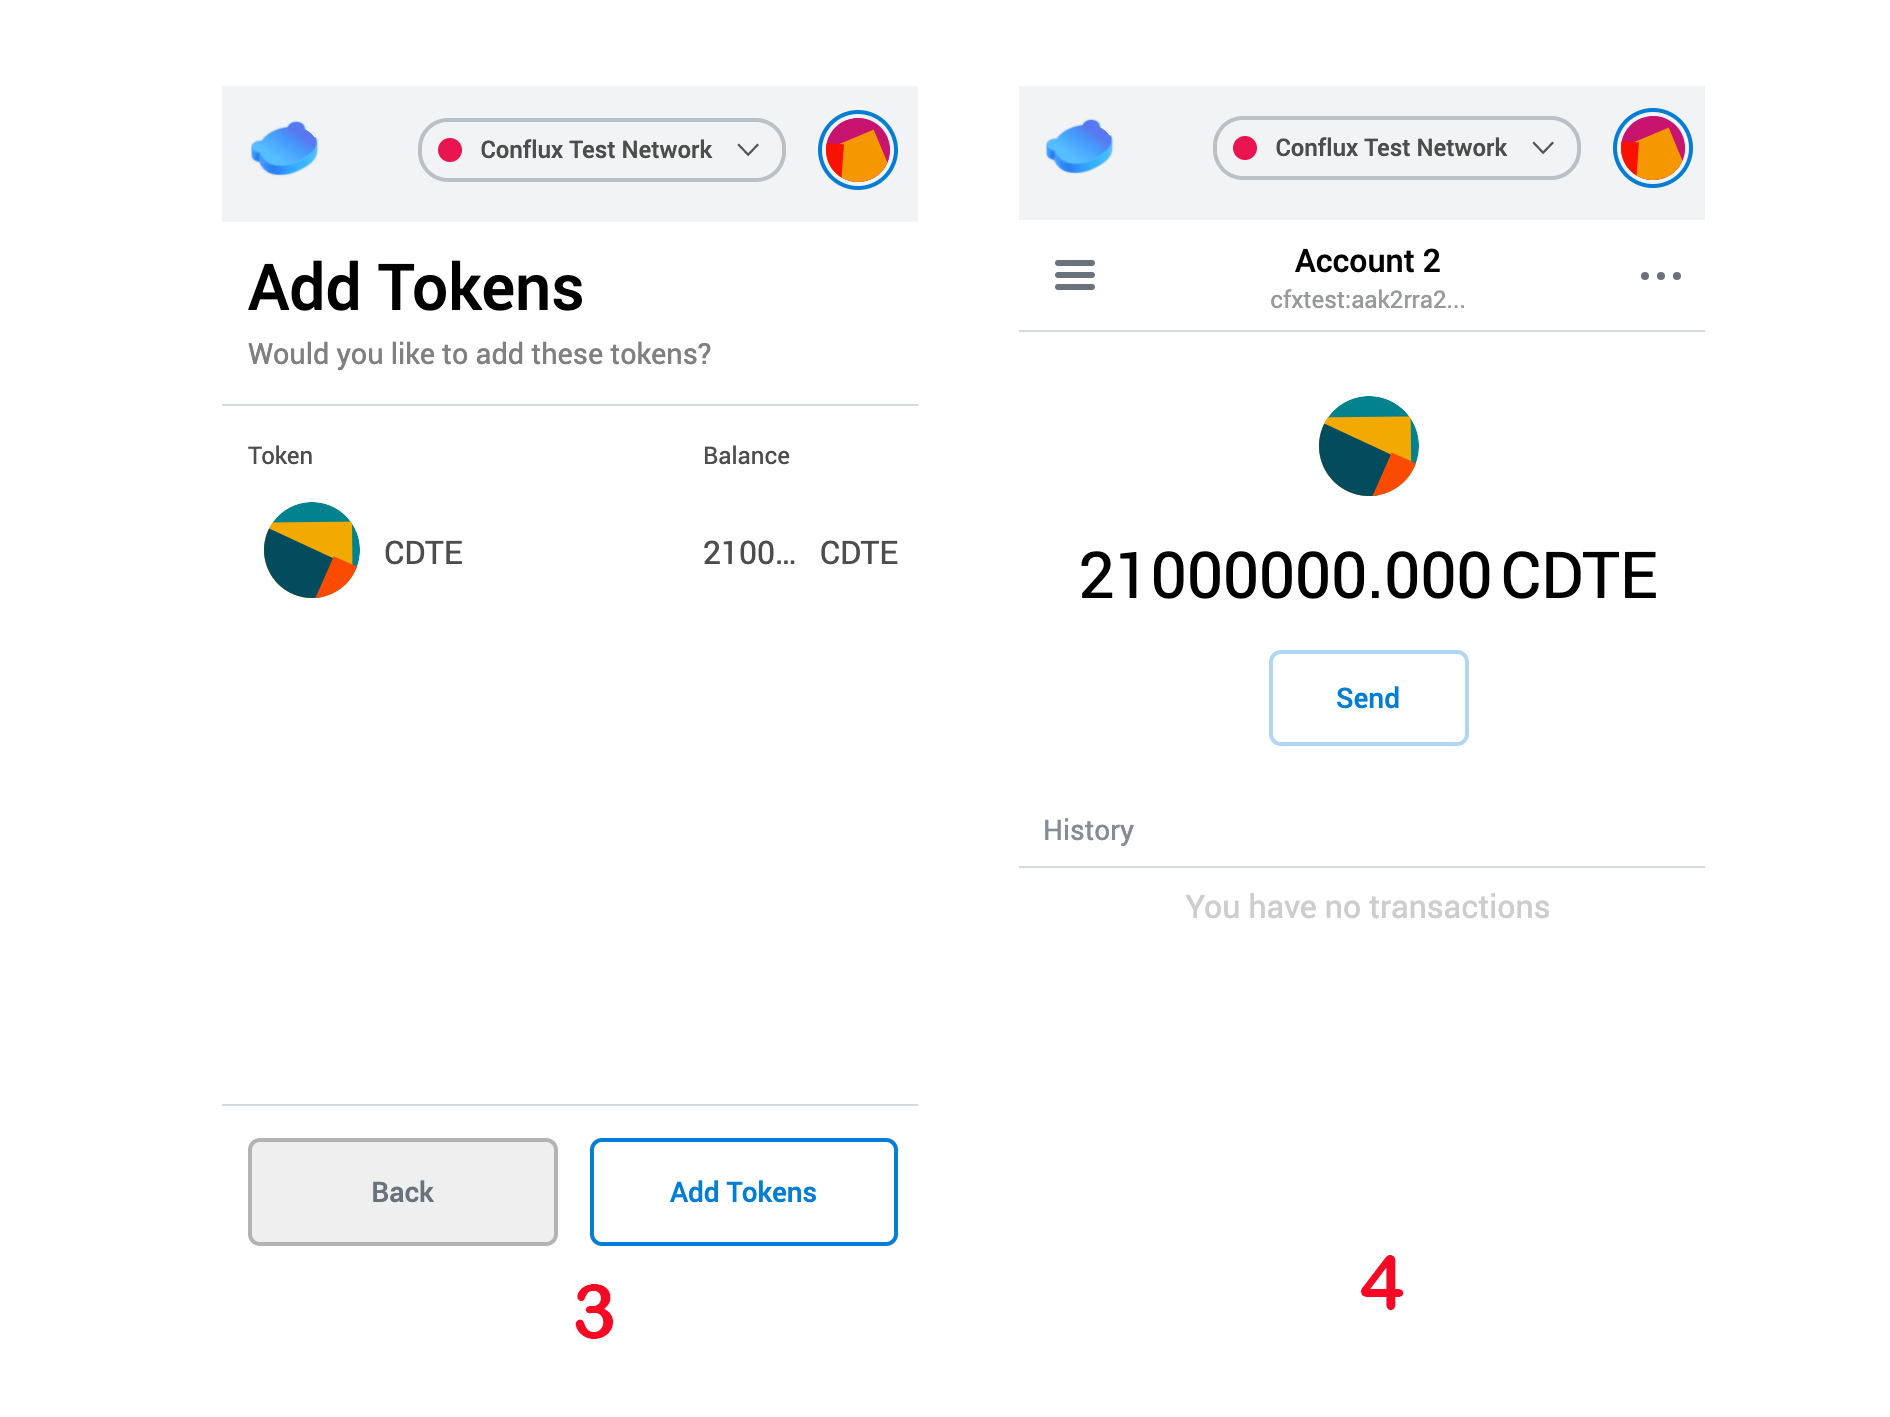 Conflux Test Network
Add Tokens
Would you like to add these tokens?
Token Balance
CDTE 2100... CDTE
Back Add Tokens
3
Conflux Test Network
Account 2
cfxtest:aak2rra2...
21000000.000 CDTE
Send
History
You have no transactions
4